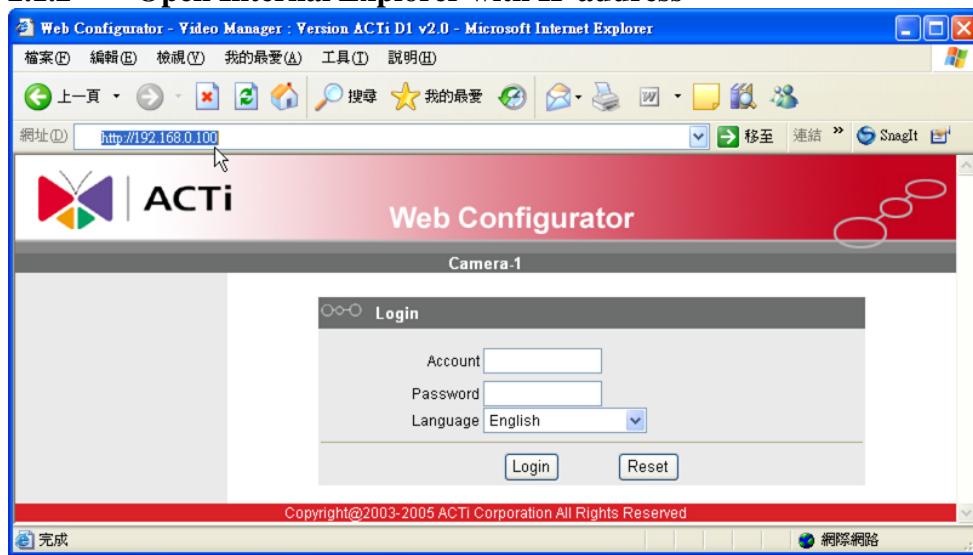 Open Internal Explorer with IP address
Web Configurator - Video Manager : Version ACTi D1 v2.0 - Microsoft Internet Explorer
檔案(F) 編輯(E) 檢視(V) 我的最愛(A) 工具(T) 說明(H)
上一頁 搜尋 我的最愛
網址(D) http://192.168.0.100 移至 連結 » SnagIt
ACTi
Web Configurator
Camera-1
Login
Account
Password
Language English
Login Reset
Copyright@2003-2005 ACTi Corporation All Rights Reserved
完成 網際網路